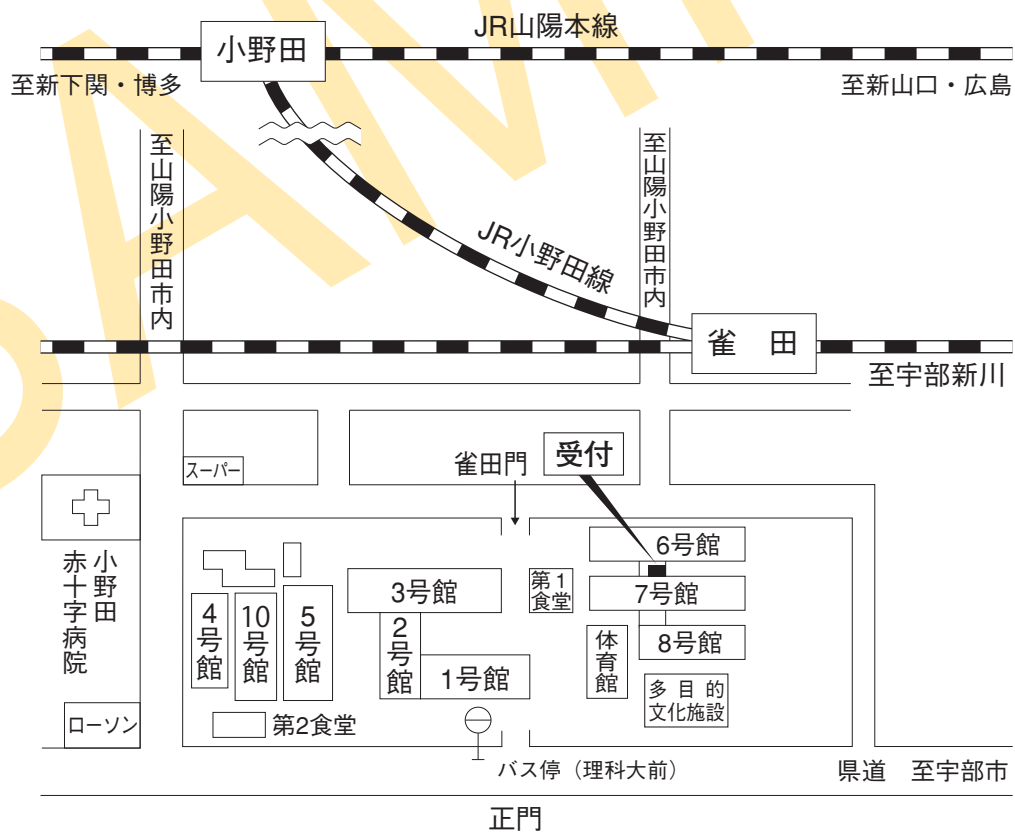 JR山陽本線
小野田
至新下関・博多
至新山口・広島
至山陽小野田市内
至山陽小野田市内
JR小野田線
雀 田
至宇部新川
スーパー
雀田門
受付
小野田
赤十字病院
ローソン
4号館
10号館
5号館
3号館
2号館
1号館
第1
食堂
6号館
7号館
8号館
体育館
多目的
文化施設
第2食堂
バス停（理科大前）
県道 至宇部市
正門
SAM